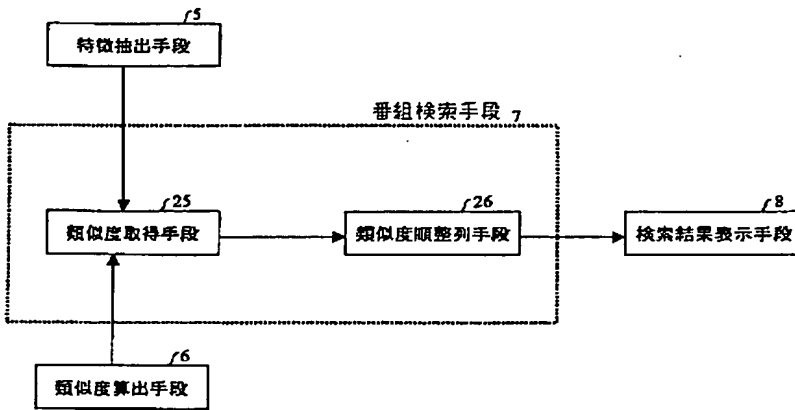 5
特徴抽出手段
番組検索手段 7
25
類似度取得手段
26
類似度順整列手段
8
検索結果表示手段
6
類似度算出手段